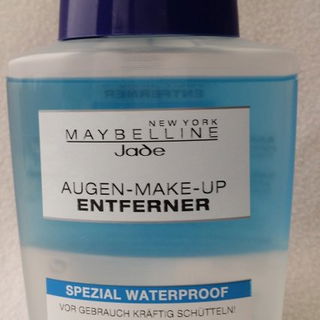 NEW YORK
MAYBELLINE
Jade
AUGEN-MAKE-UP
ENTFERNER
SPEZIAL WATERPROOF
VOR GEBRAUCH KRÄFTIG SCHÜTTELN!